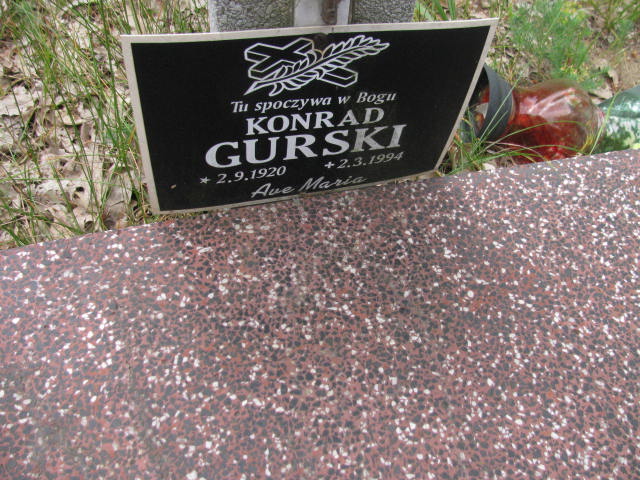 Tu spoczywa w Bogu
KONRAD
GURSKI
* 2.9.1920 +2.3.1994
Ave Maria